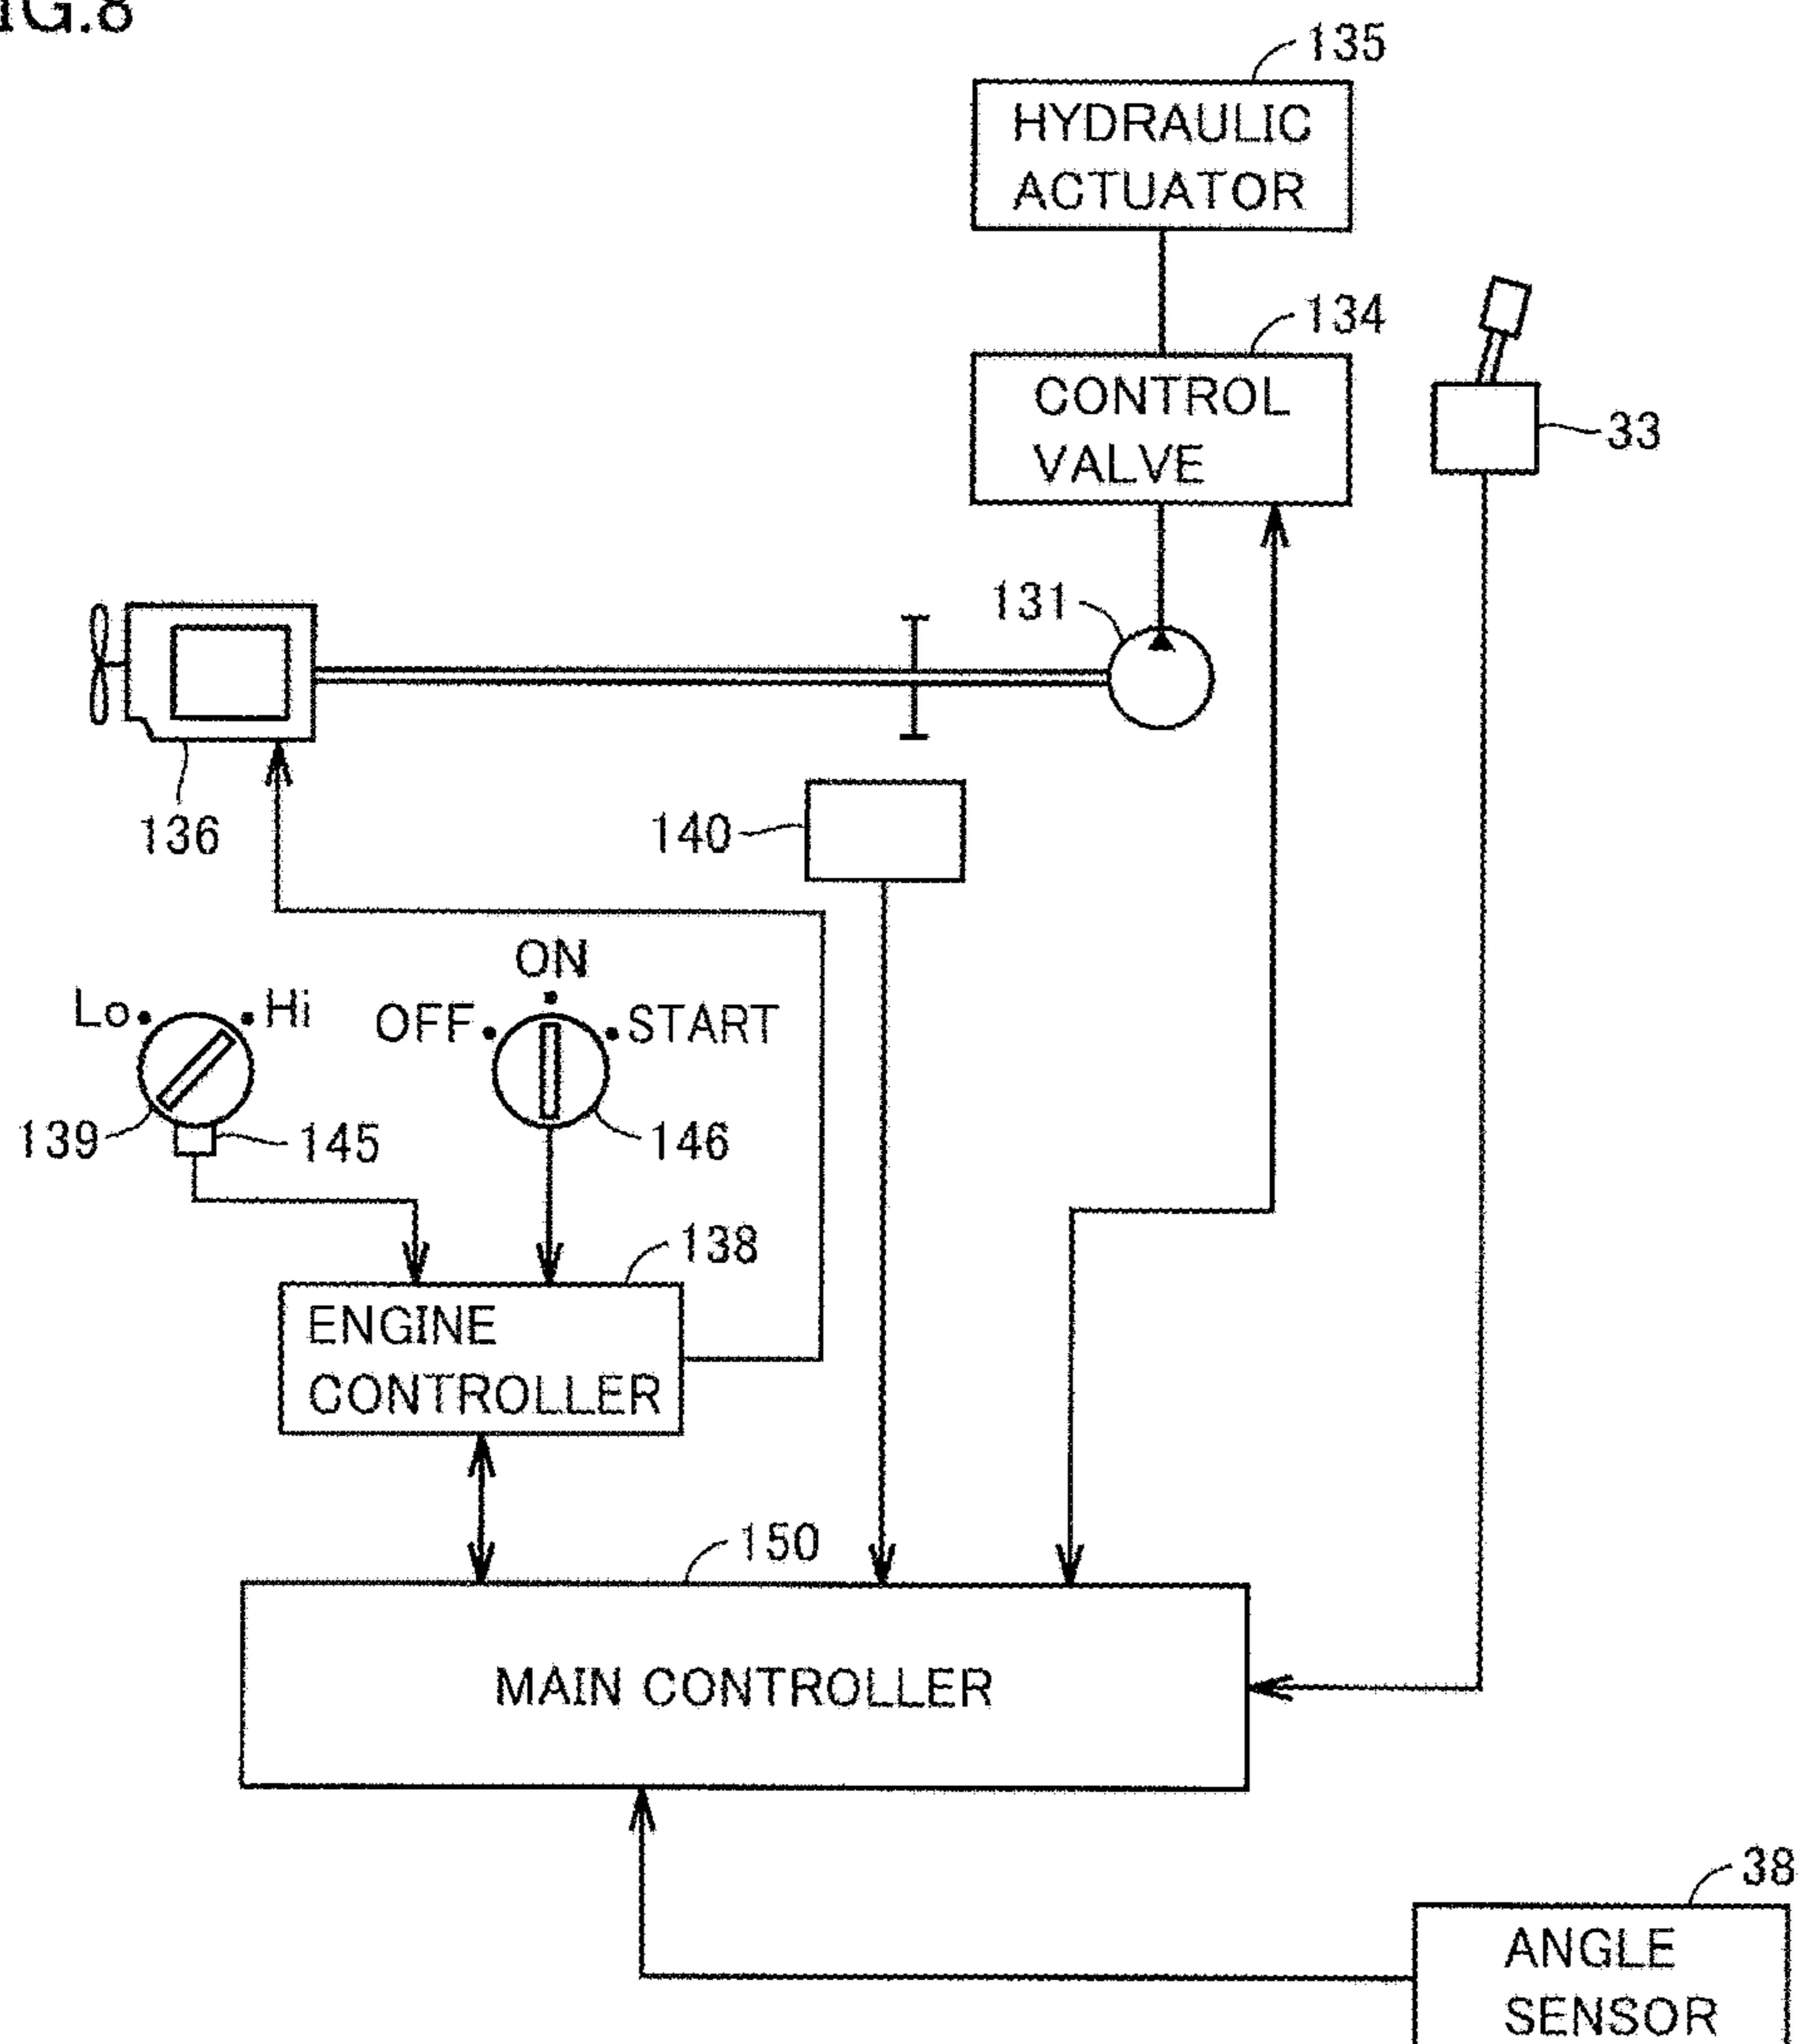 IG.8
135
HYDRAULIC
ACTUATOR
134
CONTROL
VALVE
33
131
136
140
ON
Lo Hi
OFF START
139
145
146
138
ENGINE
CONTROLLER
150
MAIN CONTROLLER
38
ANGLE
SENSOR